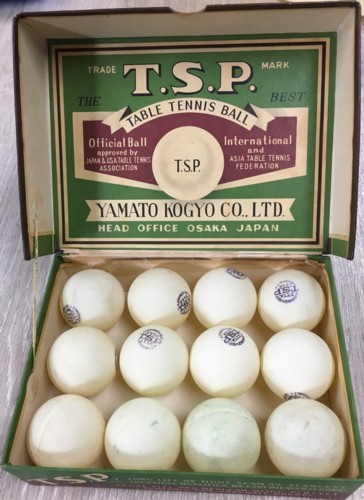 TRADE T.S.P. MARK
THE BEST
TABLE TENNIS BALL
Official Ball
approved by
JAPAN & U.S.A. TABLE TENNIS
ASSOCIATION
T.S.P.
International
and
ASIA TABLE TENNIS
FEDERATION
YAMATO KOGYO CO., LTD.
HEAD OFFICE OSAKA JAPAN
TSP